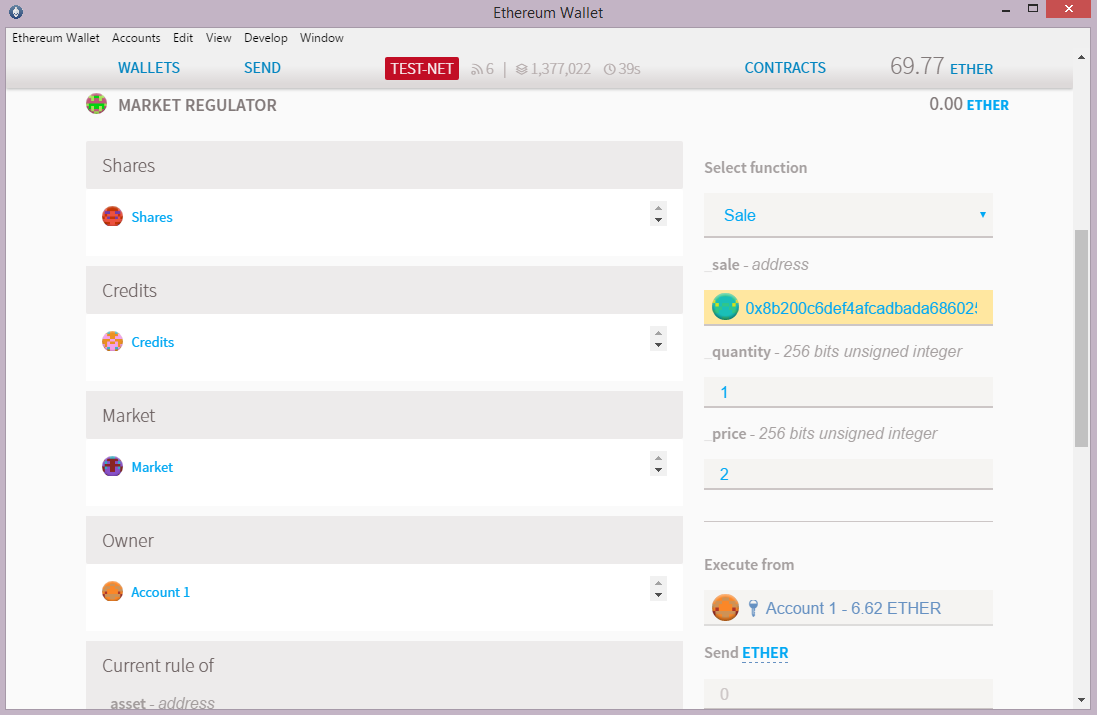 Ethereum Wallet
Ethereum Wallet Accounts Edit View Develop Window
WALLETS SEND TEST-NET 6 | 1,377,022 39s CONTRACTS 69.77 ETHER
MARKET REGULATOR 0.00 ETHER
Shares
Shares
Credits
Credits
Market
Market
Owner
Account 1
Current rule of
_asset - address
Select function
Sale
_sale - address
0x8b200c6def4afcadbada68602
_quantity - 256 bits unsigned integer
1
_price - 256 bits unsigned integer
2
Execute from
Account 1 - 6.62 ETHER
Send ETHER
0